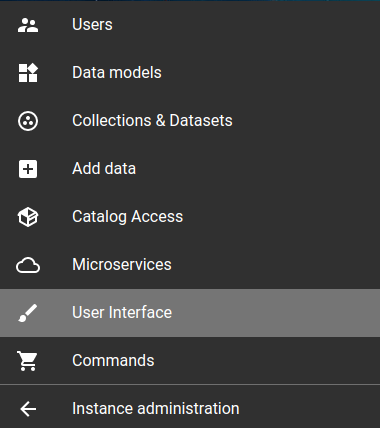 Users
Data models
Collections & Datasets
Add data
Catalog Access
Microservices
User Interface
Commands
Instance administration